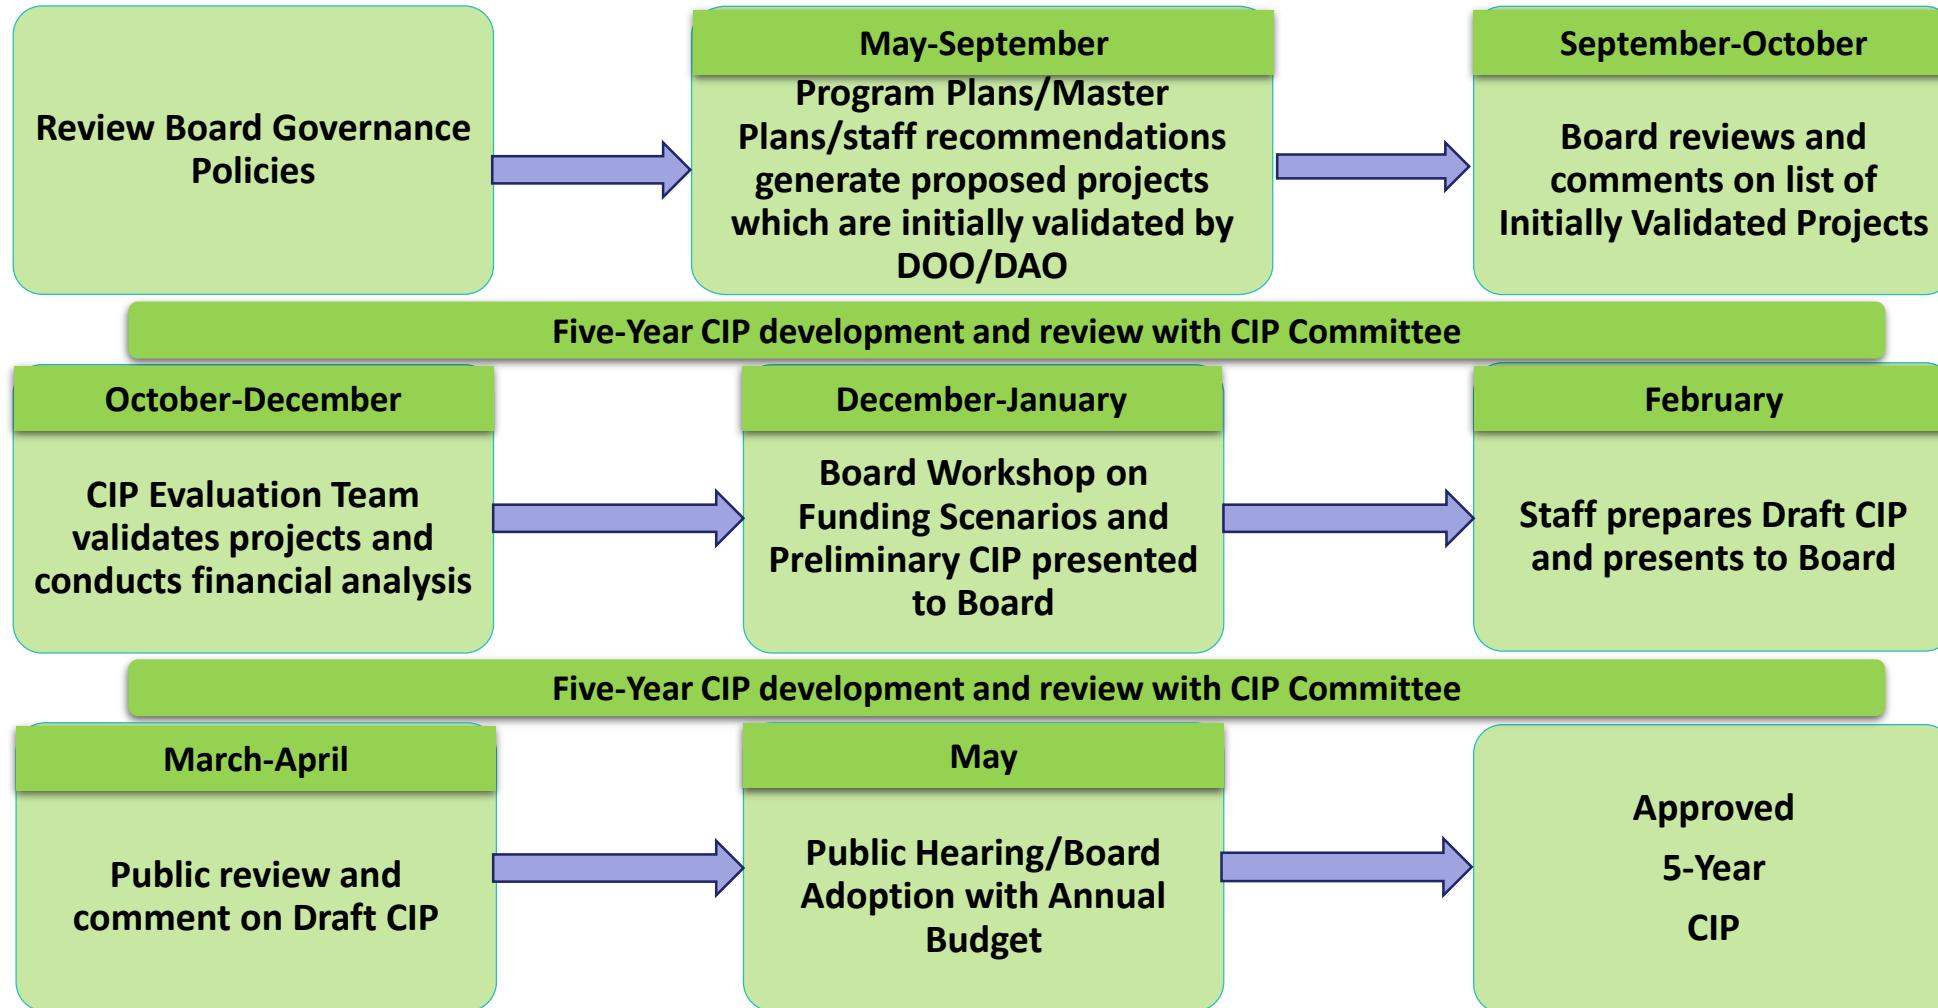 Review Board Governance
Policies
May-September
Program Plans/Master
Plans/staff recommendations
generate proposed projects
which are initially validated by
DOO/DAO
September-October
Board reviews and
comments on list of
Initially Validated Projects
Five-Year CIP development and review with CIP Committee
October-December
CIP Evaluation Team
validates projects and
conducts financial analysis
December-January
Board Workshop on
Funding Scenarios and
Preliminary CIP presented
to Board
February
Staff prepares Draft CIP
and presents to Board
Five-Year CIP development and review with CIP Committee
March-April
Public review and
comment on Draft CIP
May
Public Hearing/Board
Adoption with Annual
Budget
Approved
5-Year
CIP